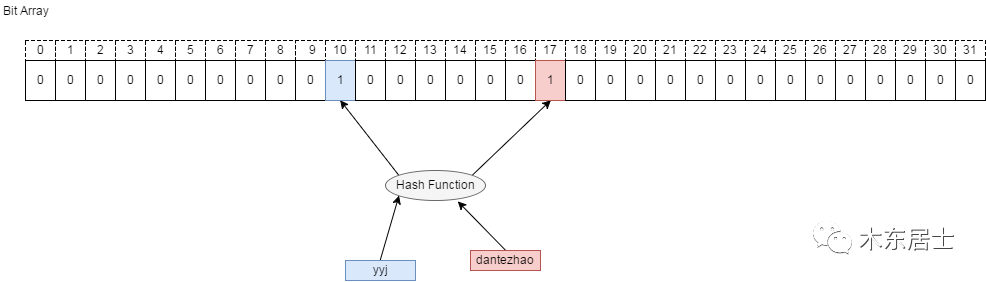 Bit Array
0 1 2 3 4 5 6 7 8 9 10 11 12 13 14 15 16 17 18 19 20 21 22 23 24 25 26 27 28 29 30 31
0 0 0 0 0 0 0 0 0 0 1 0 0 0 0 0 0 1 0 0 0 0 0 0 0 0 0 0 0 0 0 0
Hash Function
木东居士
dantezhao
yyj